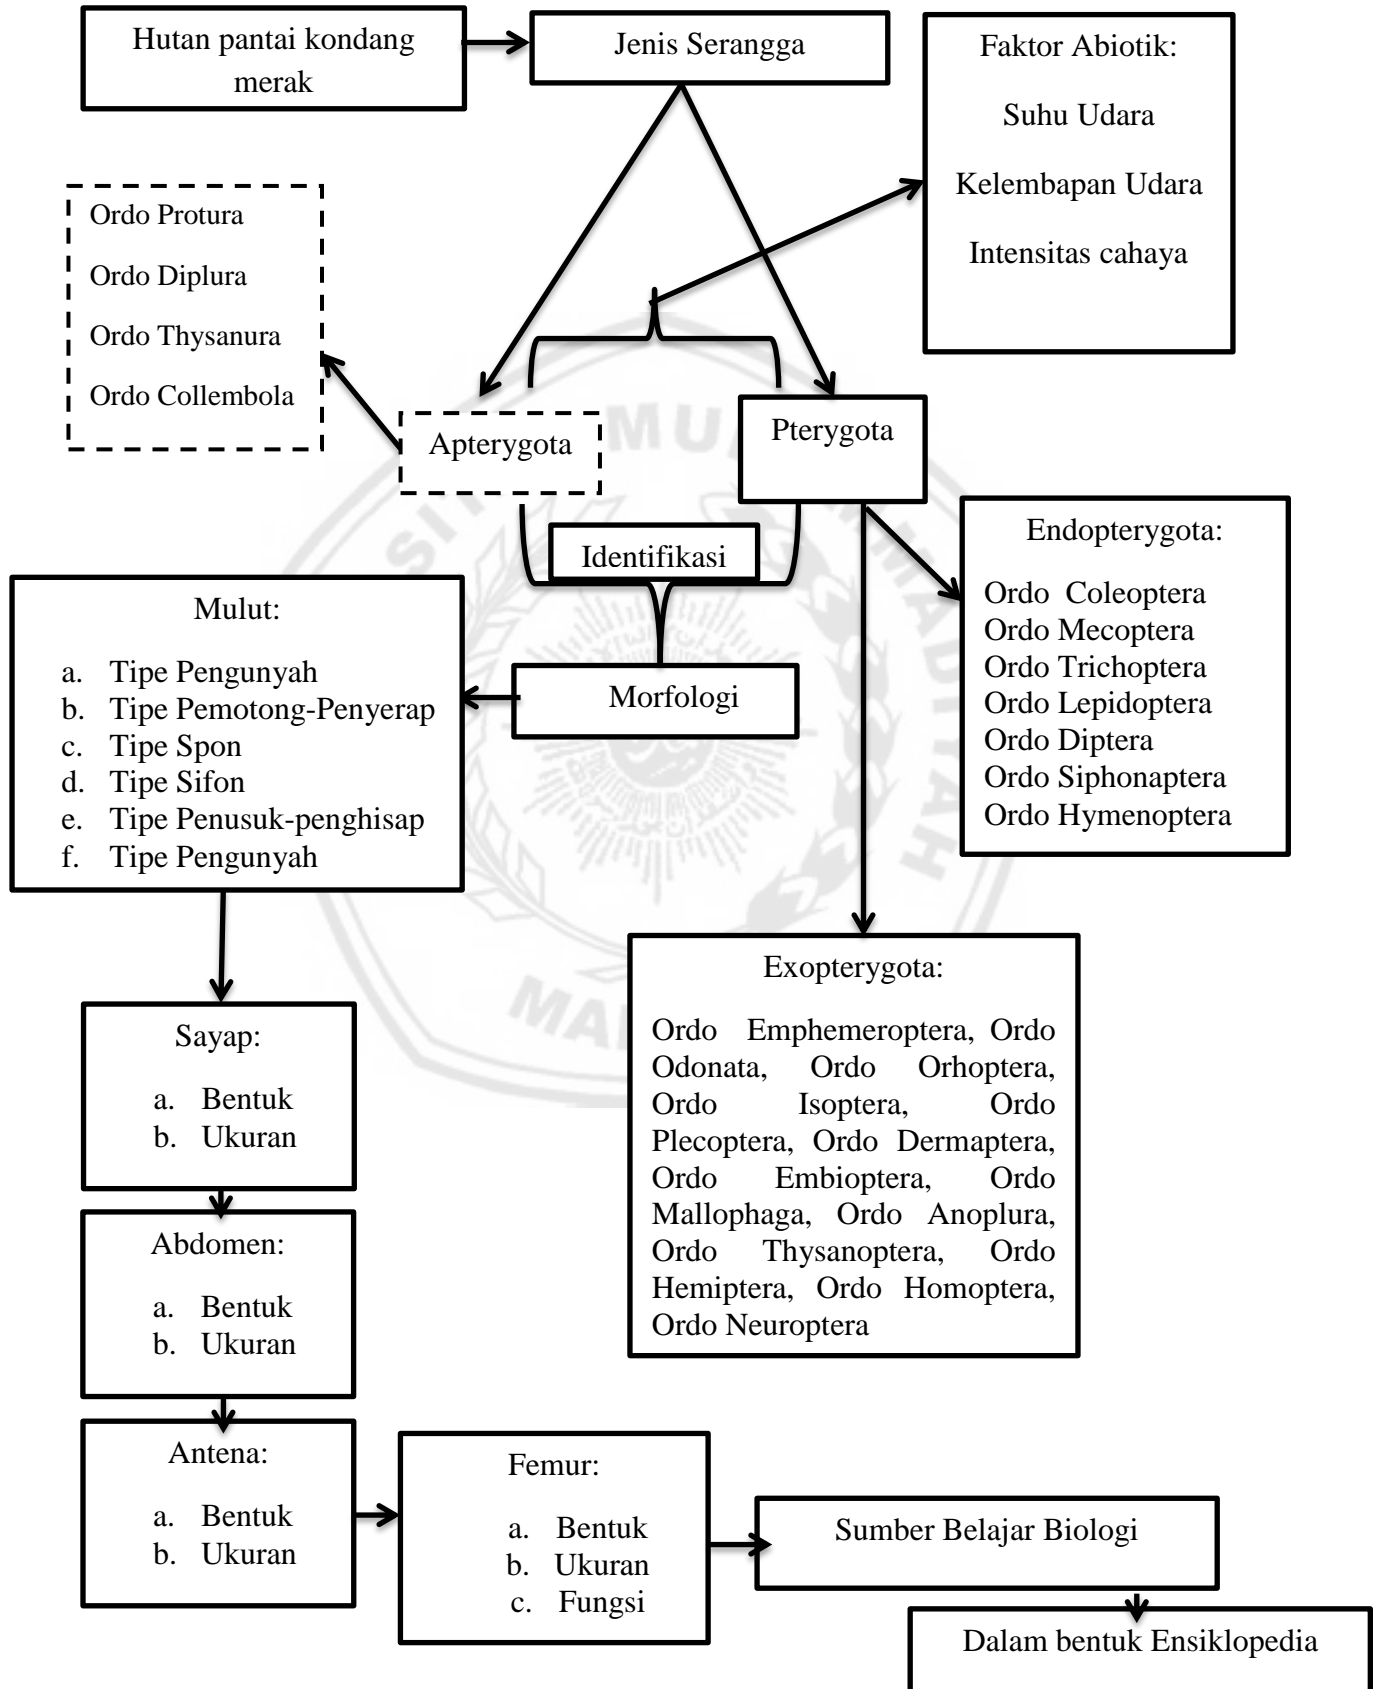 Hutan pantai kondang
merak
Jenis Serangga
Faktor Abiotik:
Suhu Udara
Kelembapan Udara
Intensitas cahaya
Ordo Protura
Ordo Diplura
Ordo Thysanura
Ordo Collembola
Apterygota
Pterygota
Identifikasi
Endopterygota:
Ordo Coleoptera
Ordo Mecoptera
Ordo Trichoptera
Ordo Lepidoptera
Ordo Diptera
Ordo Siphonaptera
Ordo Hymenoptera
Morfologi
Mulut:
a. Tipe Pengunyah
b. Tipe Pemotong-Penyerap
c. Tipe Spon
d. Tipe Sifon
e. Tipe Penusuk-penghisap
f. Tipe Pengunyah
Exopterygota:
Ordo Emphemeroptera, Ordo
Odonata, Ordo Orhoptera,
Ordo Isoptera, Ordo
Plecoptera, Ordo Dermaptera,
Ordo Embioptera, Ordo
Mallophaga, Ordo Anoplura,
Ordo Thysanoptera, Ordo
Hemiptera, Ordo Homoptera,
Ordo Neuroptera
Sayap:
a. Bentuk
b. Ukuran
Abdomen:
a. Bentuk
b. Ukuran
Antena:
a. Bentuk
b. Ukuran
Femur:
a. Bentuk
b. Ukuran
c. Fungsi
Sumber Belajar Biologi
Dalam bentuk Ensiklopedia